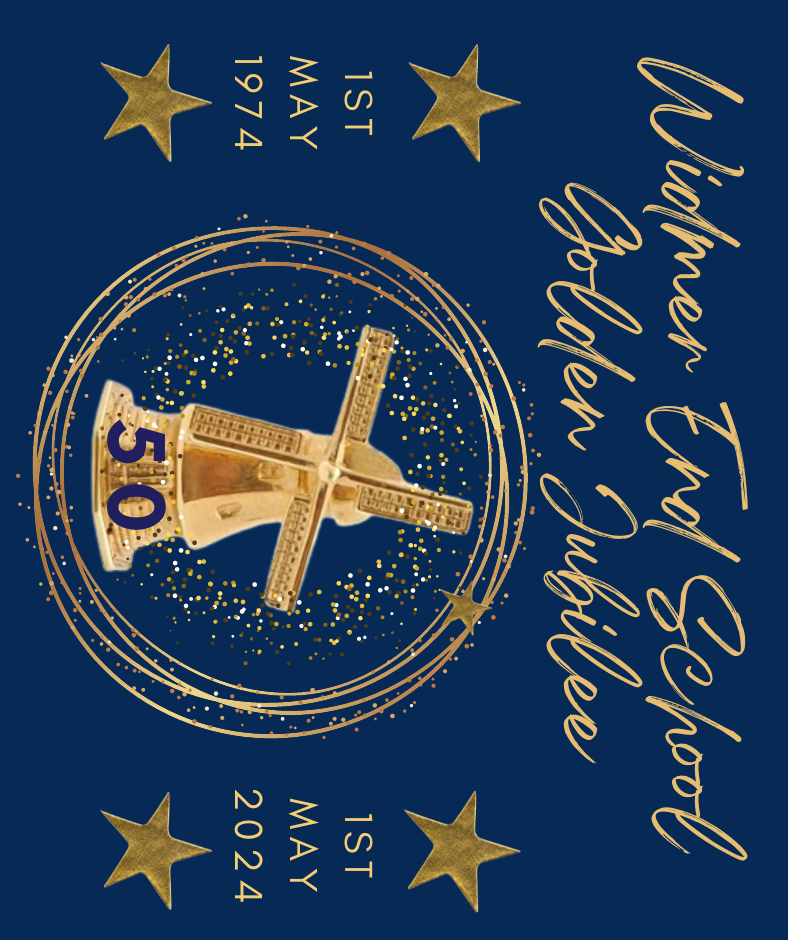 Widmer End School
Golden Jubilee
1ST
MAY
1974
50
1ST
MAY
2024